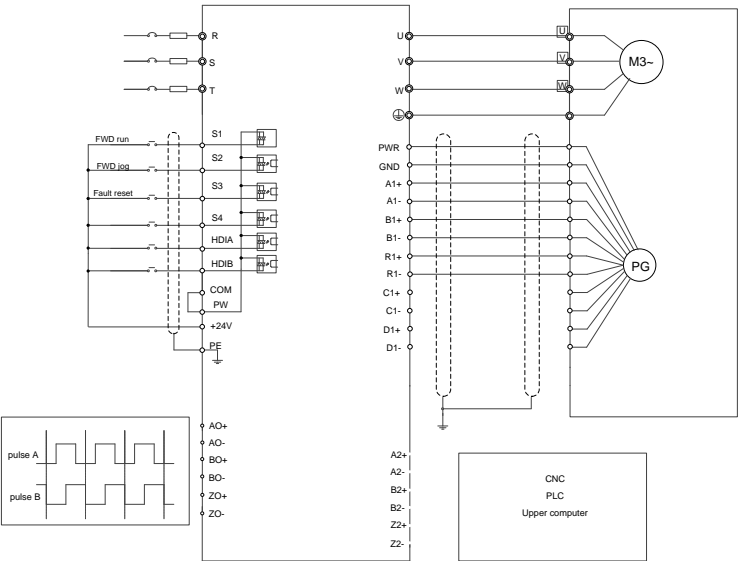 R
S
T
U
V
W
U
V
W
M3~
FWD run
S1
FWD jog
S2
Fault reset
S3
S4
HDIA
HDIB
COM
PW
+24V
PE
PWR
GND
A1+
A1-
B1+
B1-
R1+
R1-
C1+
C1-
D1+
D1-
PG
pulse A
pulse B
AO+
AO-
BO+
BO-
ZO+
ZO-
A2+
A2-
B2+
B2-
Z2+
Z2-
CNC
PLC
Upper computer